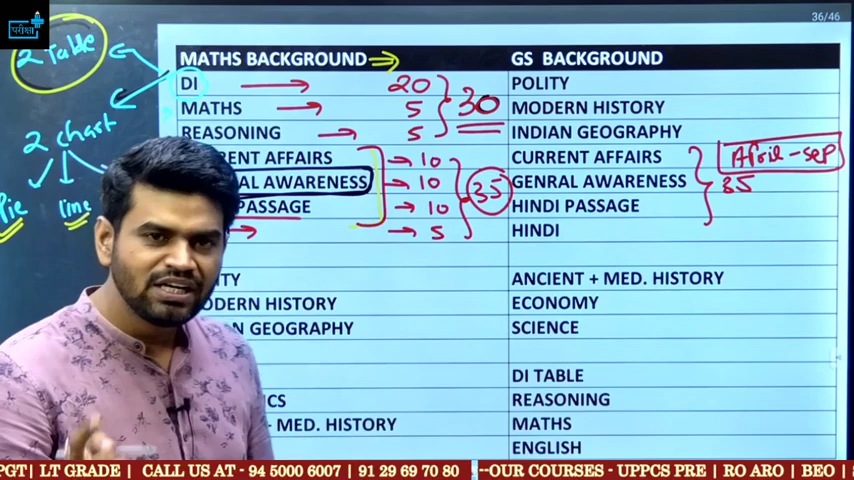 परीक्षा
36/46
2 Table
MATHS BACKGROUND
GS BACKGROUND
DI 20
POLITY
MATHS 5 30
MODERN HISTORY
REASONING 5
INDIAN GEOGRAPHY
2 chart
RENT AFFAIRS 10
CURRENT AFFAIRS April-sep
AL AWARENESS 10 35
GENRAL AWARENESS 35
Pie
line
PASSAGE 10
HINDI PASSAGE
5
HINDI
ITY
ANCIENT + MED. HISTORY
ODERN HISTORY
ECONOMY
N GEOGRAPHY
SCIENCE
DI TABLE
CS
REASONING
- MED. HISTORY
MATHS
ENGLISH
PGT| LT GRADE | CALL US AT - 94 5000 6007 | 91 29 69 70 80 --OUR COURSES - UPPCS PRE | RO ARO | BEO |